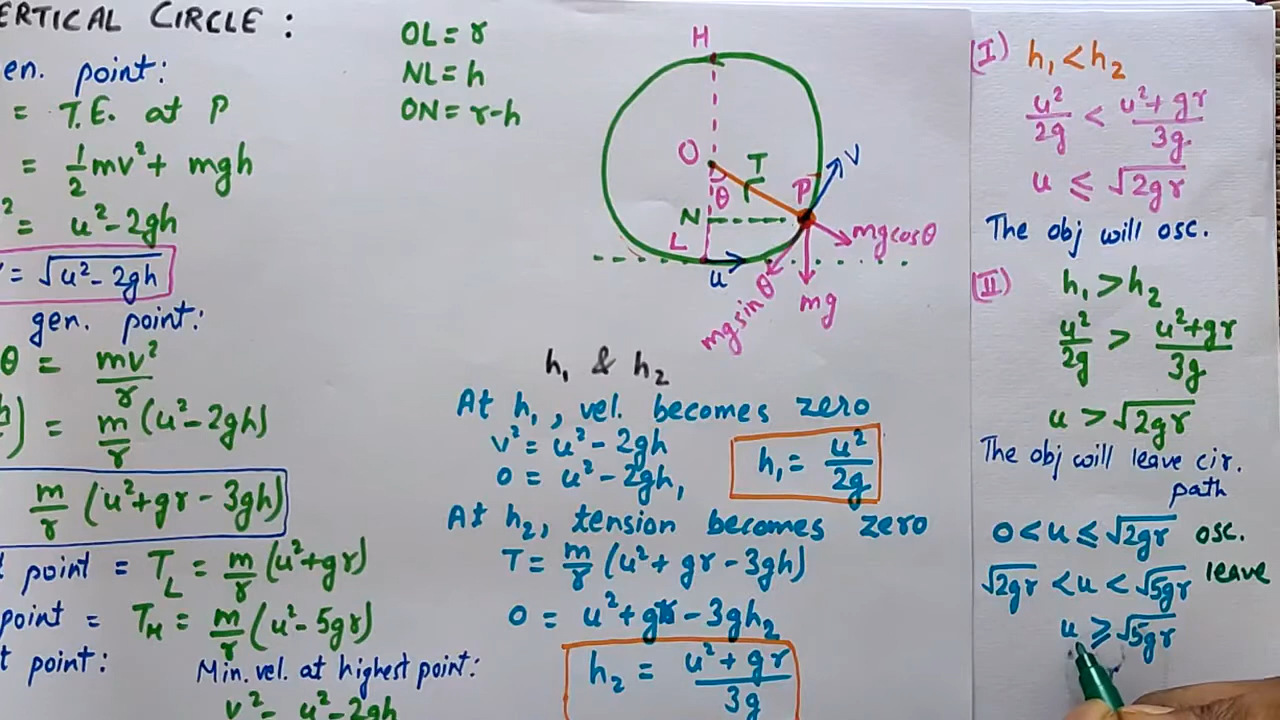 ERTICAL CIRCLE :
en. point:
= T.E. at P
= 1/2 mv² + mgh
² = u² - 2gh
= √u² - 2gh
gen. point:
θ = mv²/r
) = m/r (u² - 2gh)
m/r (u² + gr - 3gh)
point = T_L = m/r (u² + gr)
point = T_H = m/r (u² - 5gr)
t point:
Min. vel. at highest point:
v² = u² - 2gh
OL = r
NL = h
ON = r-h
H
O
T
V
P
θ
N
L
u
mg cosθ
mg sinθ
mg
h₁ & h₂
At h₁, vel. becomes zero
v² = u² - 2gh
0 = u² - 2gh₁
h₁ = u²/2g
At h₂, tension becomes zero
T = m/r (u² + gr - 3gh)
0 = u² + gr - 3gh₂
h₂ = u² + gr/3g
(I) h₁ < h₂
u²/2g < u² + gr/3g
u ≤ √2gr
The obj will osc.
(II) h₁ > h₂
u²/2g > u² + gr/3g
u > √2gr
The obj will leave cir.
path
0 < u ≤ √2gr osc.
√2gr < u < √5gr leave
u ≥ √5gr